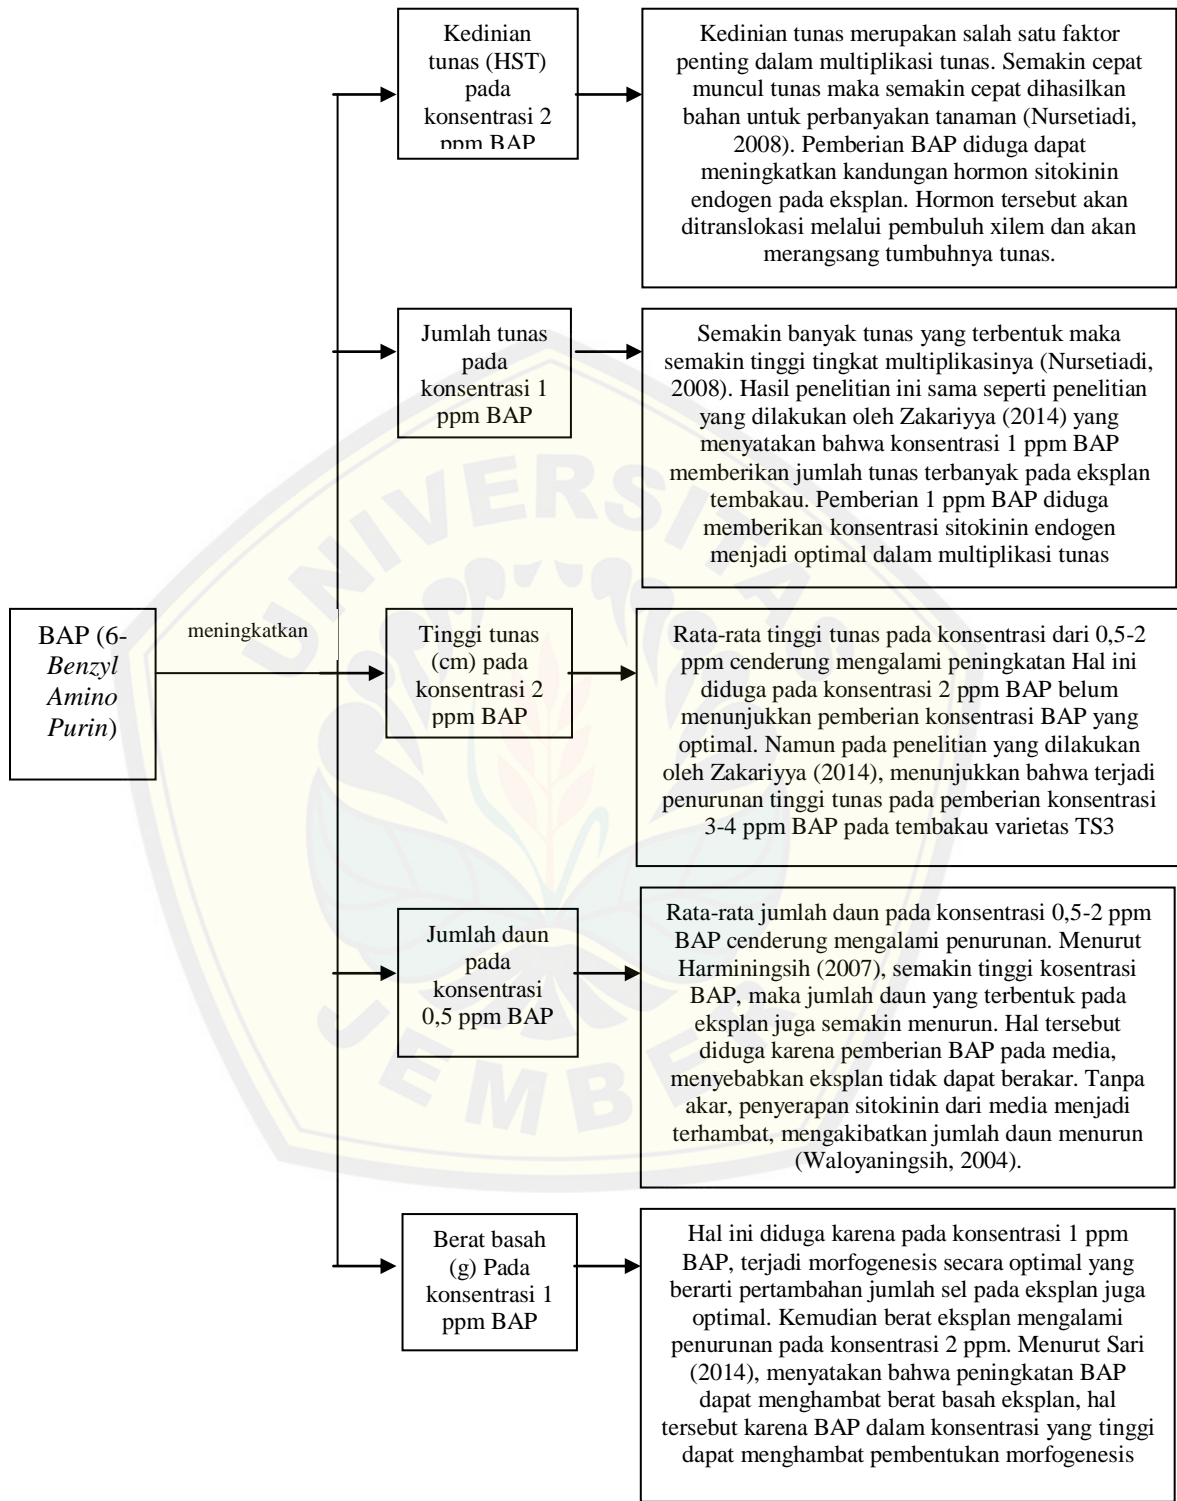 Kedinian
tunas (HST)
pada
konsentrasi 2
ppm BAP
Kedinian tunas merupakan salah satu faktor
penting dalam multiplikasi tunas. Semakin cepat
muncul tunas maka semakin cepat dihasilkan
bahan untuk perbanyakan tanaman (Nursetiadi,
2008). Pemberian BAP diduga dapat
meningkatkan kandungan hormon sitokinin
endogen pada eksplan. Hormon tersebut akan
ditranslokasi melalui pembuluh xilem dan akan
merangsang tumbuhnya tunas.
Jumlah tunas
pada
konsentrasi 1
ppm BAP
Semakin banyak tunas yang terbentuk maka
semakin tinggi tingkat multiplikasinya (Nursetiadi,
2008). Hasil penelitian ini sama seperti penelitian
yang dilakukan oleh Zakariyya (2014) yang
menyatakan bahwa konsentrasi 1 ppm BAP
memberikan jumlah tunas terbanyak pada eksplan
tembakau. Pemberian 1 ppm BAP diduga
memberikan konsentrasi sitokinin endogen
menjadi optimal dalam multiplikasi tunas
BAP (6-
Benzyl
Amino
Purin)
meningkatkan
Tinggi tunas
(cm) pada
konsentrasi 2
ppm BAP
Rata-rata tinggi tunas pada konsentrasi dari 0,5-2
ppm cenderung mengalami peningkatan Hal ini
diduga pada konsentrasi 2 ppm BAP belum
menunjukkan pemberian konsentrasi BAP yang
optimal. Namun pada penelitian yang dilakukan
oleh Zakariyya (2014), menunjukkan bahwa terjadi
penurunan tinggi tunas pada pemberian konsentrasi
3-4 ppm BAP pada tembakau varietas TS3
Jumlah daun
pada
konsentrasi
0,5 ppm BAP
Rata-rata jumlah daun pada konsentrasi 0,5-2 ppm
BAP cenderung mengalami penurunan. Menurut
Harminingsih (2007), semakin tinggi kosentrasi
BAP, maka jumlah daun yang terbentuk pada
eksplan juga semakin menurun. Hal tersebut
diduga karena pemberian BAP pada media,
menyebabkan eksplan tidak dapat berakar. Tanpa
akar, penyerapan sitokinin dari media menjadi
terhambat, mengakibatkan jumlah daun menurun
(Waloyaningsih, 2004).
Berat basah
(g) Pada
konsentrasi 1
ppm BAP
Hal ini diduga karena pada konsentrasi 1 ppm
BAP, terjadi morfogenesis secara optimal yang
berarti pertambahan jumlah sel pada eksplan juga
optimal. Kemudian berat eksplan mengalami
penurunan pada konsentrasi 2 ppm. Menurut Sari
(2014), menyatakan bahwa peningkatan BAP
dapat menghambat berat basah eksplan, hal
tersebut karena BAP dalam konsentrasi yang tinggi
dapat menghambat pembentukan morfogenesis
UNIVERSITAS
JEMBER